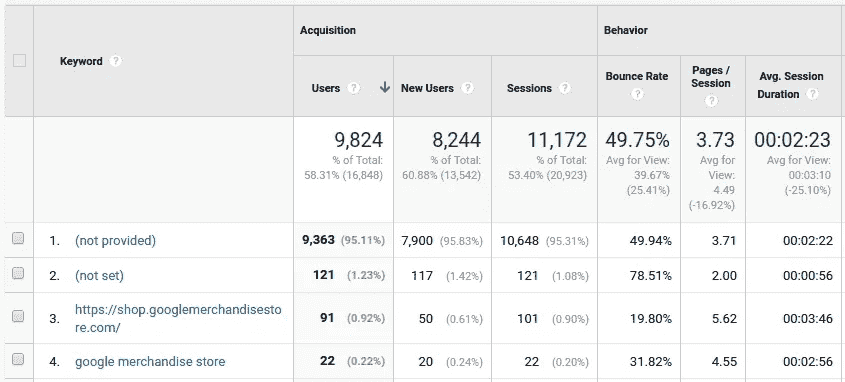 Acquisition Behavior
Keyword ? Users ? ↓ New Users ? Sessions ? Bounce Rate ? Pages / Session ? Avg. Session Duration ?
9,824 8,244 11,172 49.75% 3.73 00:02:23
% of Total: 58.31% (16,848) % of Total: 60.88% (13,542) % of Total: 53.40% (20,923) Avg for View: 39.67% (25.41%) Avg for View: 4.49 (-16.92%) Avg for View: 00:03:10 (-25.10%)
1. (not provided) 9,363 (95.11%) 7,900 (95.83%) 10,648 (95.31%) 49.94% 3.71 00:02:22
2. (not set) 121 (1.23%) 117 (1.42%) 121 (1.08%) 78.51% 2.00 00:00:56
3. https://shop.googlemerchandisesto
re.com/ 91 (0.92%) 50 (0.61%) 101 (0.90%) 19.80% 5.62 00:03:46
4. google merchandise store 22 (0.22%) 20 (0.24%) 22 (0.20%) 31.82% 4.55 00:02:56